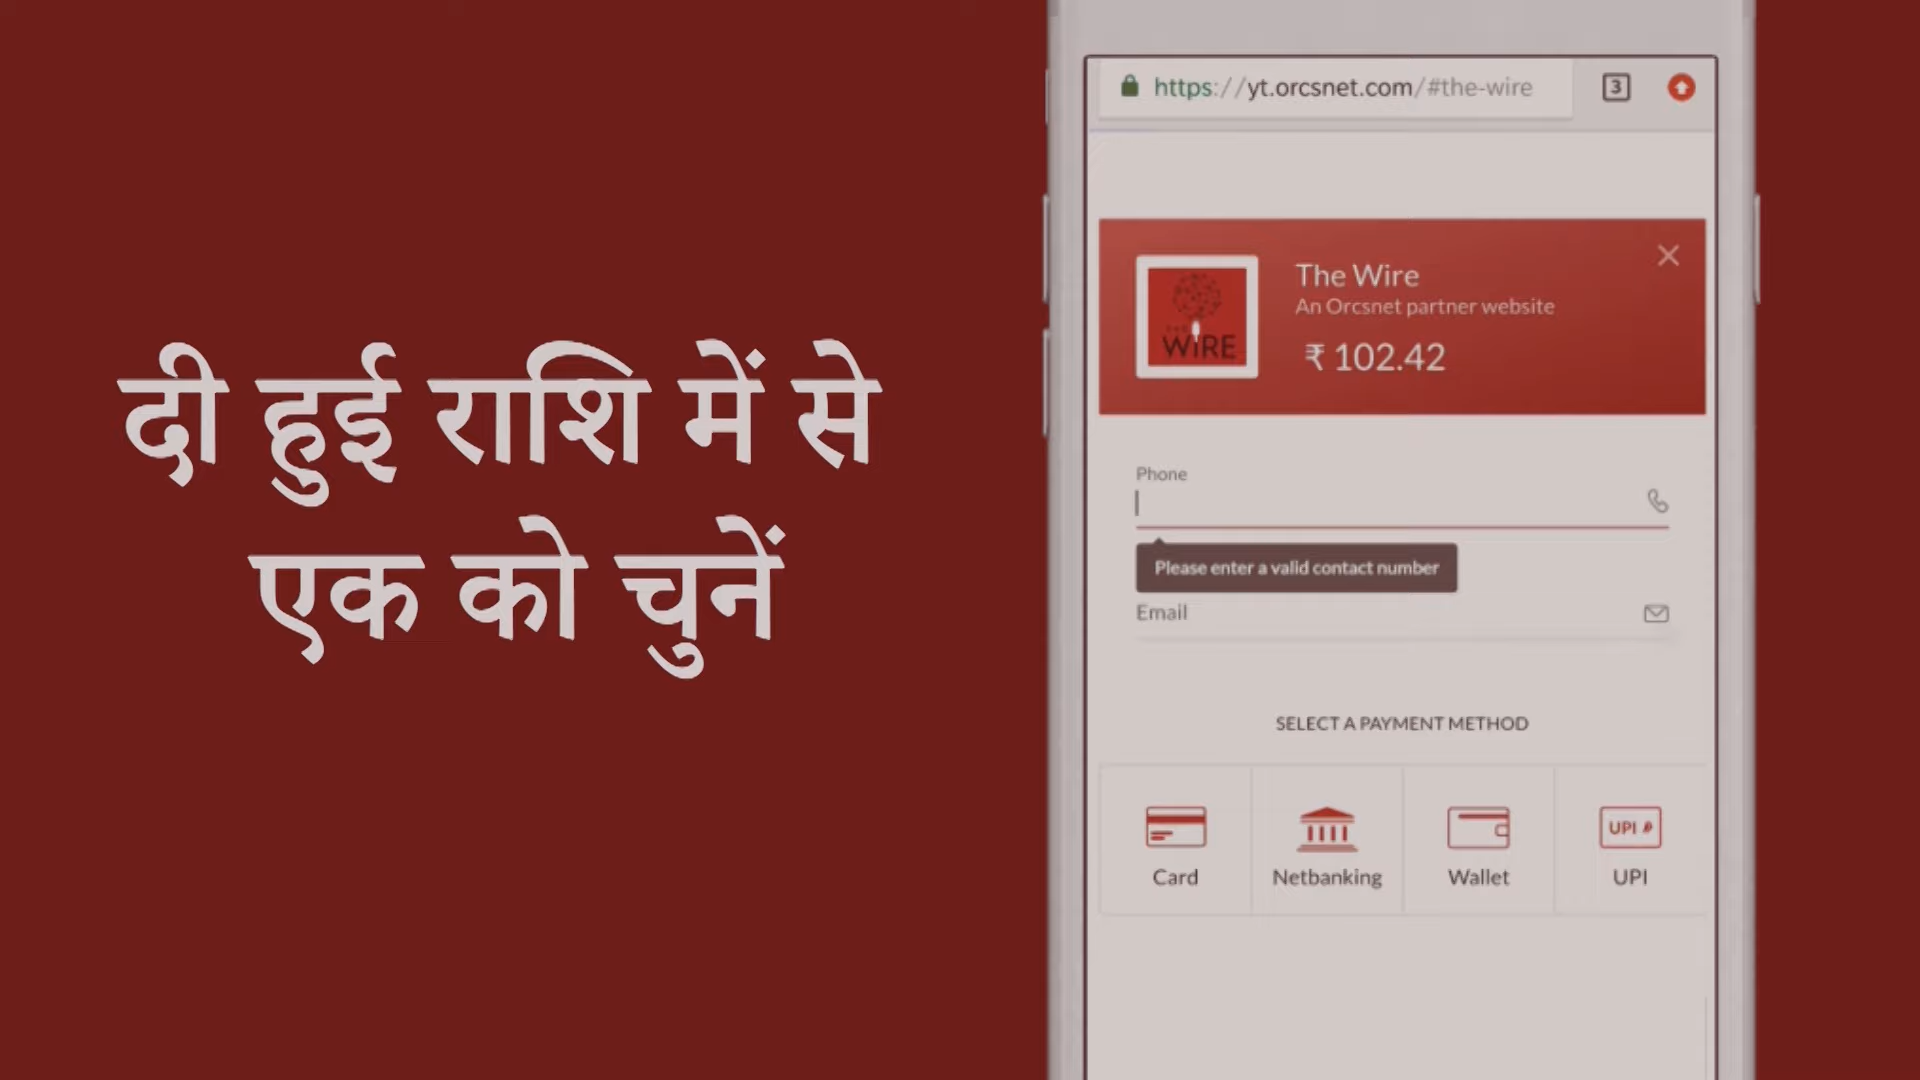 दी हुई राशि में से
एक को चुनें
https://yt.orcsnet.com/#the-wire
3
The Wire
An Orcsnet partner website
₹ 102.42
THE
WIRE
Phone
Please enter a valid contact number
Email
SELECT A PAYMENT METHOD
UPI
Card
Netbanking
Wallet
UPI